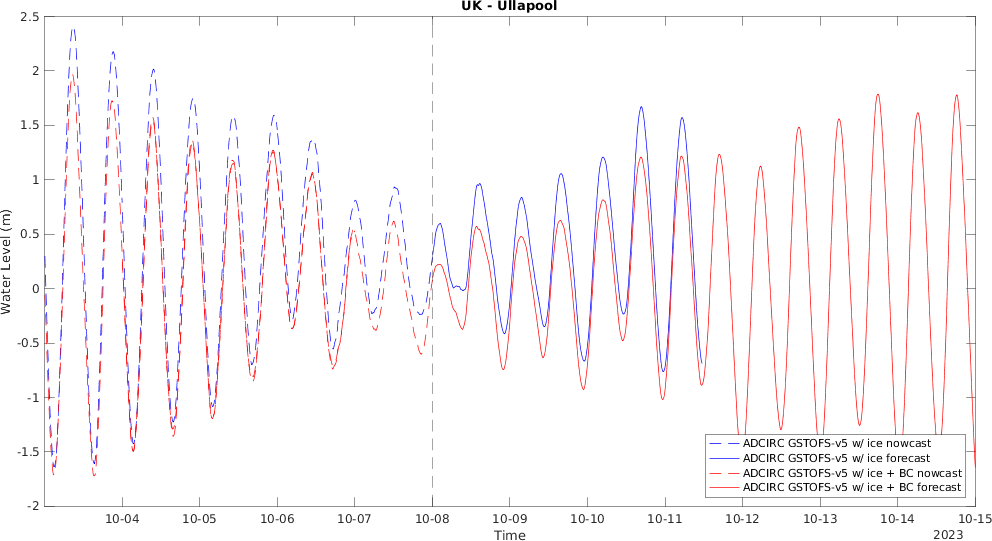 UK - Ullapool
2.5
2
1.5
1
0.5
0
-0.5
-1
-1.5
-2
Water Level (m)
ADCIRC GSTOFS-v5 w/ ice nowcast
ADCIRC GSTOFS-v5 w/ ice forecast
ADCIRC GSTOFS-v5 w/ ice + BC nowcast
ADCIRC GSTOFS-v5 w/ ice + BC forecast
10-04 10-05 10-06 10-07 10-08 10-09 10-10 10-11 10-12 10-13 10-14 10-15
Time
2023